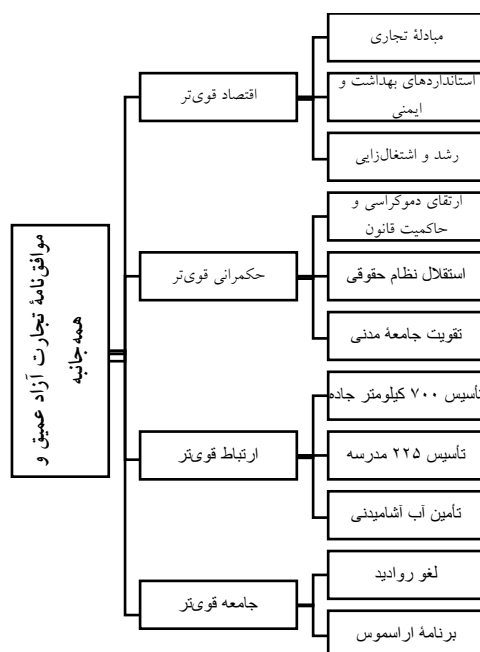 موافق‌نامهٔ تجارت آزاد عمیق و
همه جانبه
اقتصاد قوی‌تر
مبادلهٔ تجاری
استانداردهای بهداشت و
ایمنی
رشد و اشتغال‌زایی
حکمرانی قوی‌تر
ارتقای دموکراسی و
حاکمیت قانون
استقلال نظام حقوقی
تقویت جامعهٔ مدنی
ارتباط قوی‌تر
تأسیس ۷۰۰ کیلومتر جاده
تأسیس ۲۲۵ مدرسه
تأمین آب آشامیدنی
جامعه قوی‌تر
لغو روادید
برنامهٔ اراسموس